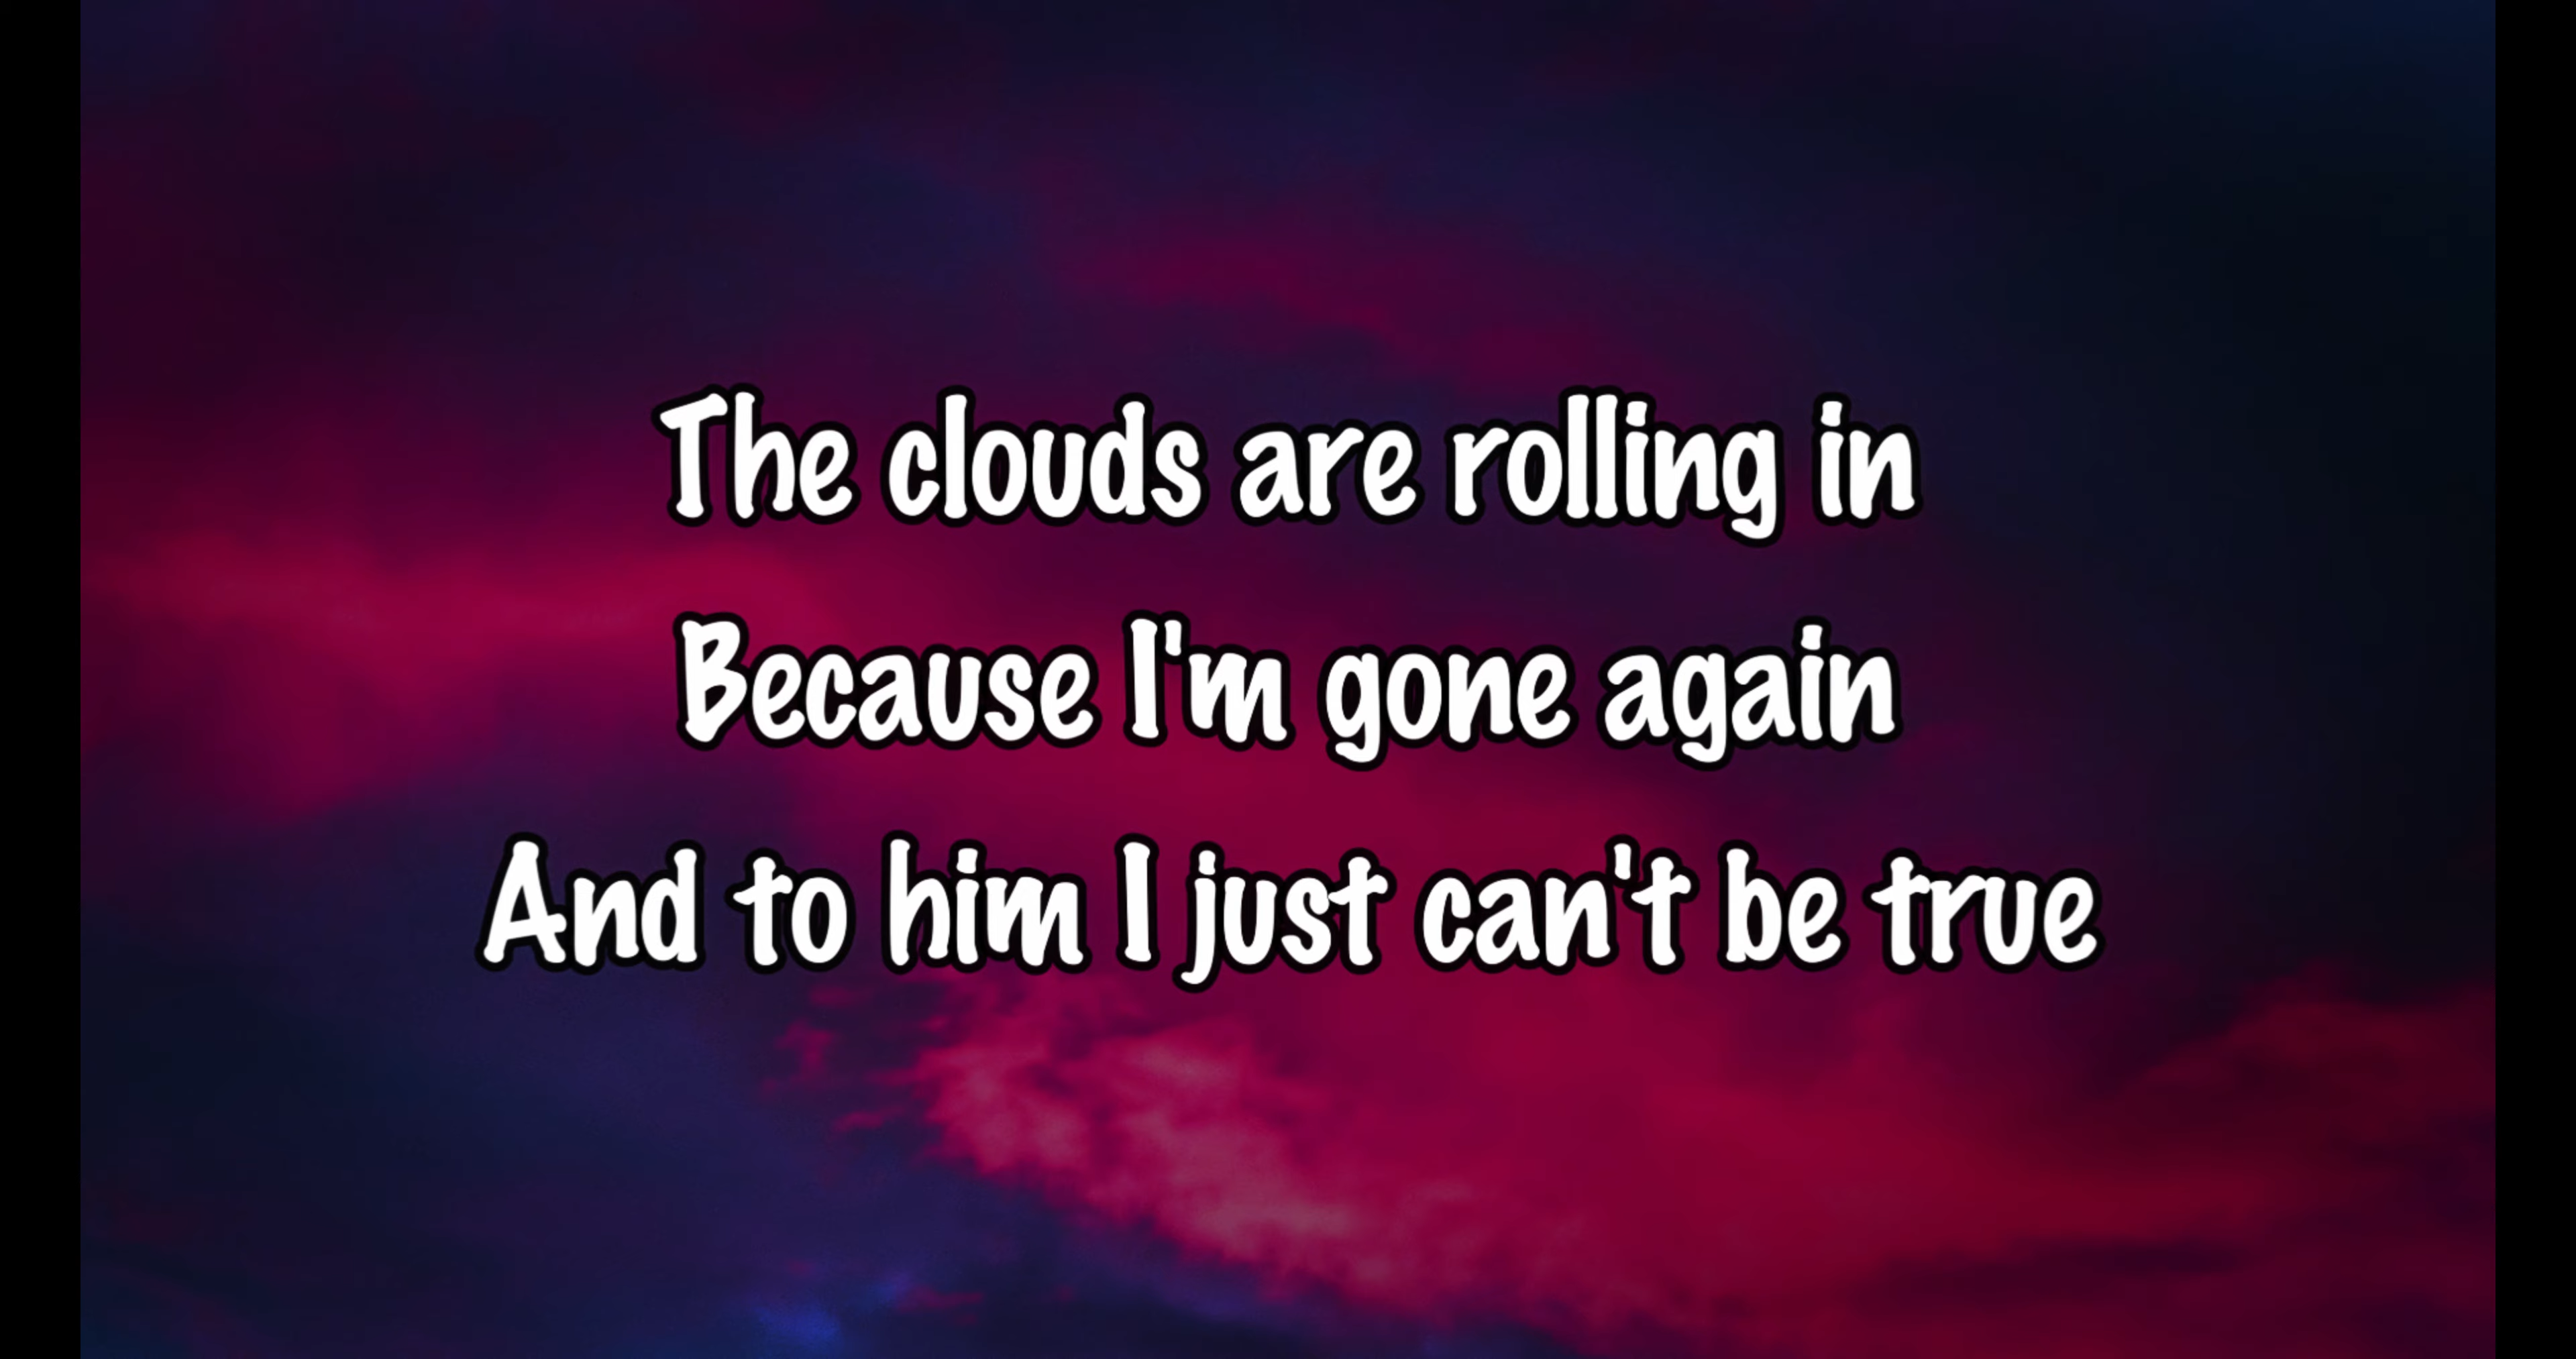 The clouds are rolling in
Because I'm gone again
And to him I just can't be true